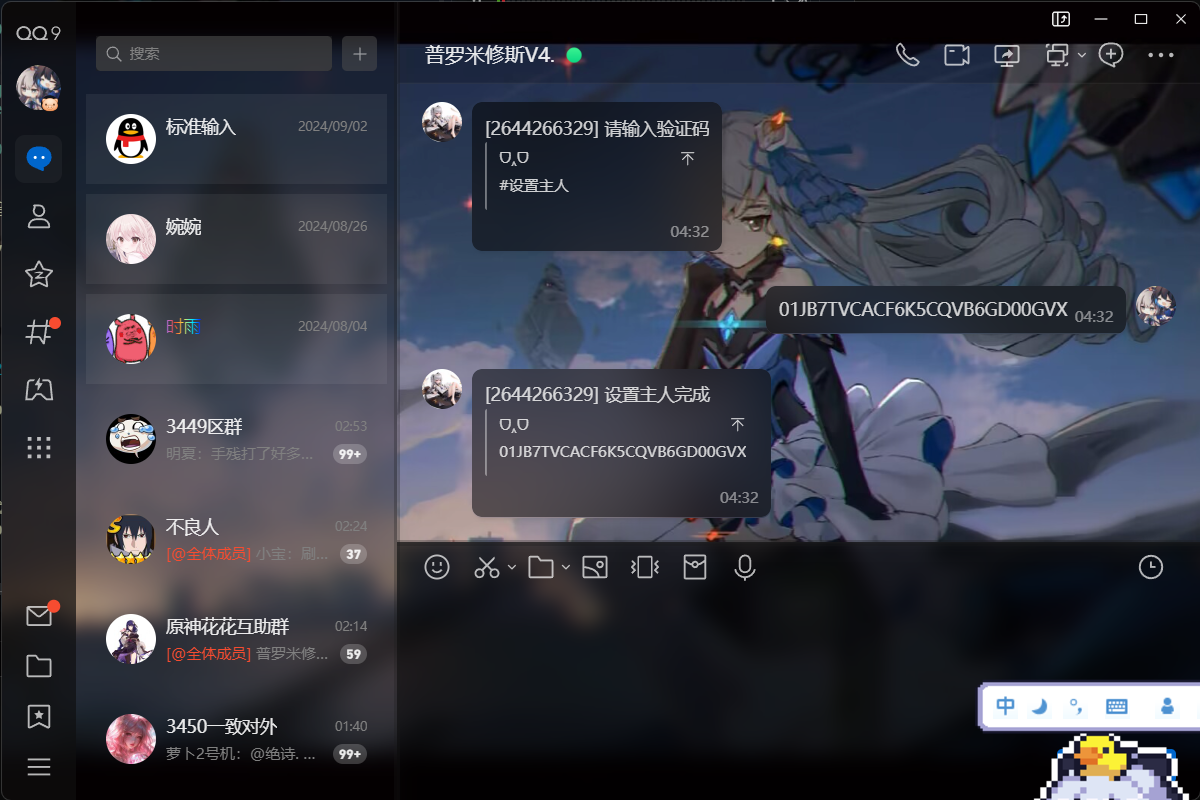 QQ9
搜索
标准输入
2024/09/02
婉婉
2024/08/26
时雨
2024/08/04
3449区群
02:53
明夏：手残打了好多...
99+
不良人
02:24
[@全体成员] 小宝：刷...
37
原神花花互助群
02:14
[@全体成员] 普罗米修...
59
3450一致对外
01:40
萝卜2号机：@绝诗. ...
99+
普罗米修斯V4.
[2644266329] 请输入验证码
#设置主人
04:32
01JB7TVCACF6K5CQVB6GD00GVX
04:32
[2644266329] 设置主人完成
01JB7TVCACF6K5CQVB6GD00GVX
04:32
中